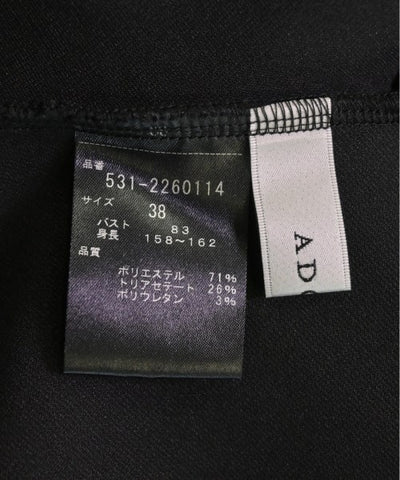 品番
531-2260114
サイズ
38
バスト 83
身長 158～162
品質
ポリエステル 71%
トリアセテート 26%
ポリウレタン 3%
AD